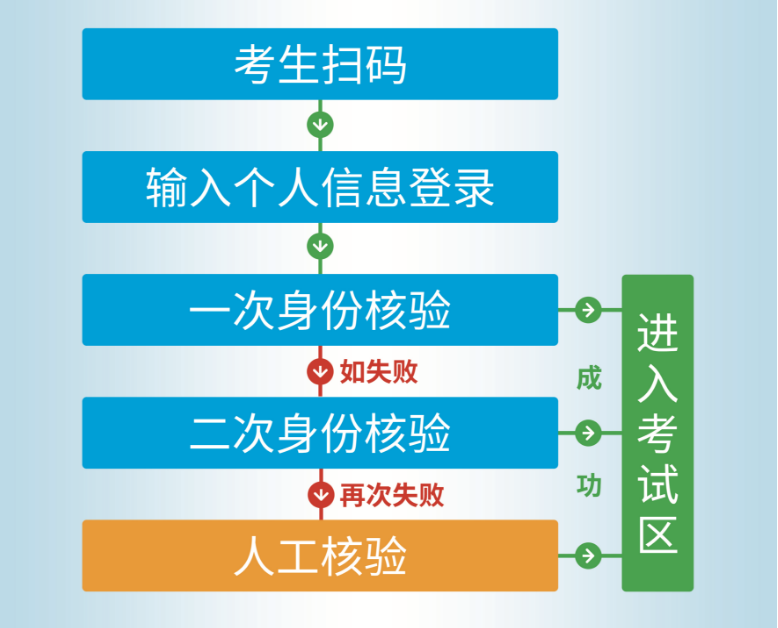 考生扫码
输入个人信息登录
一次身份核验
如失败
二次身份核验
再次失败
人工核验
成功
进入考试区